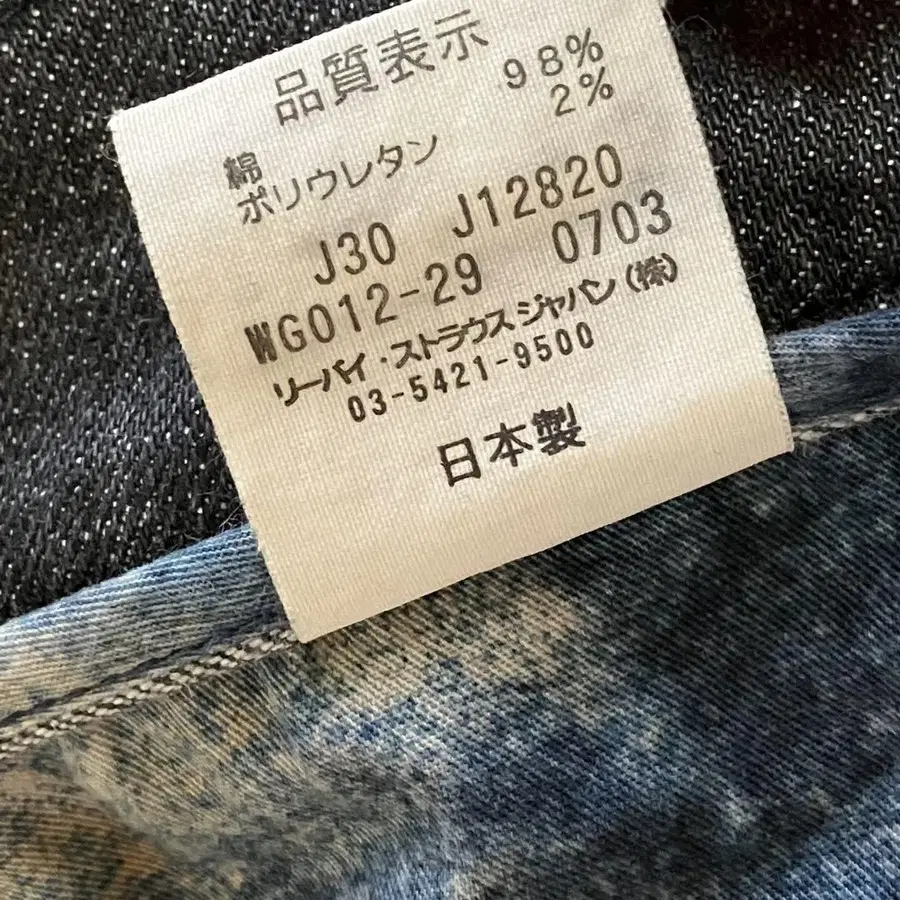 品質表示
綿 98%
ポリウレタン 2%
J30 J12820
WG012-29 0703
リーバイ・ストラウスジャパン(株)
03-5421-9500
日本製